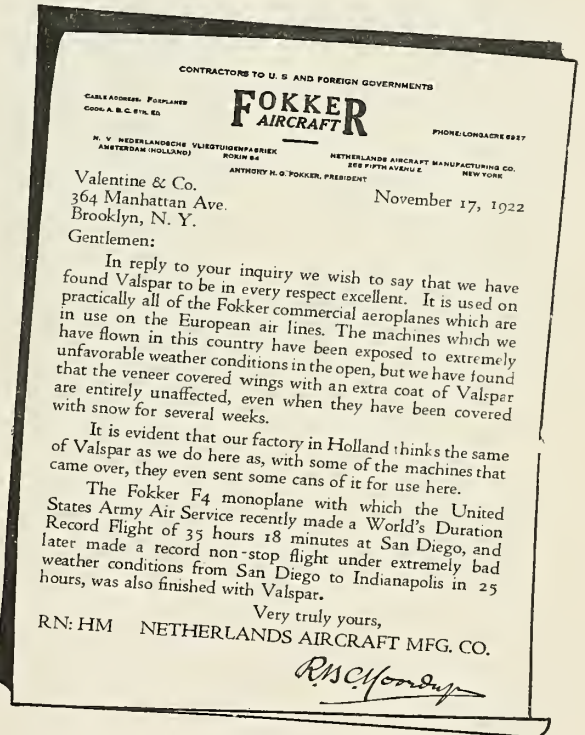 CONTRACTORS TO U. S. AND FOREIGN GOVERNMENTS
CABLE ADDRESS, FOKPLANES
CODE, A. B. C. 5TH. ED.
FOKKER
AIRCRAFT
PHONE: LONGACRE 6927
N. V. NEDERLANDSCHE VLIEGTUIGENFABRIEK
AMSTERDAM (HOLLAND) ROKIN 84
NETHERLANDS AIRCRAFT MANUFACTURING CO.
286 FIFTH AVENUE NEW YORK
ANTHONY H. G. FOKKER, PRESIDENT
November 17, 1922
Valentine & Co.
364 Manhattan Ave.
Brooklyn, N. Y.
Gentlemen:
In reply to your inquiry we wish to say that we have
found Valspar to be in every respect excellent. It is used on
practically all of the Fokker commercial aeroplanes which are
in use on the European air lines. The machines which we
have flown in this country have been exposed to extremely
unfavorable weather conditions in the open, but we have found
that the veneer covered wings with an extra coat of Valspar
are entirely unaffected, even when they have been covered
with snow for several weeks.
It is evident that our factory in Holland thinks the same
of Valspar as we do here as, with some of the machines that
came over, they even sent some cans of it for use here.
The Fokker F4 monoplane with which the United
States Army Air Service recently made a World's Duration
Record Flight of 35 hours 18 minutes at San Diego, and
later made a record non-stop flight under extremely bad
weather conditions from San Diego to Indianapolis in 25
hours, was also finished with Valspar.
Very truly yours,
RN: HM NETHERLANDS AIRCRAFT MFG. CO.